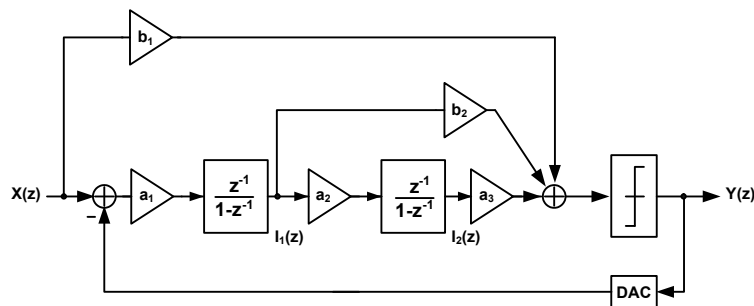 b₁
b₂
X(z)
−
a₁
z⁻¹
1-z⁻¹
a₂
z⁻¹
1-z⁻¹
a₃
Y(z)
I₁(z)
I₂(z)
DAC